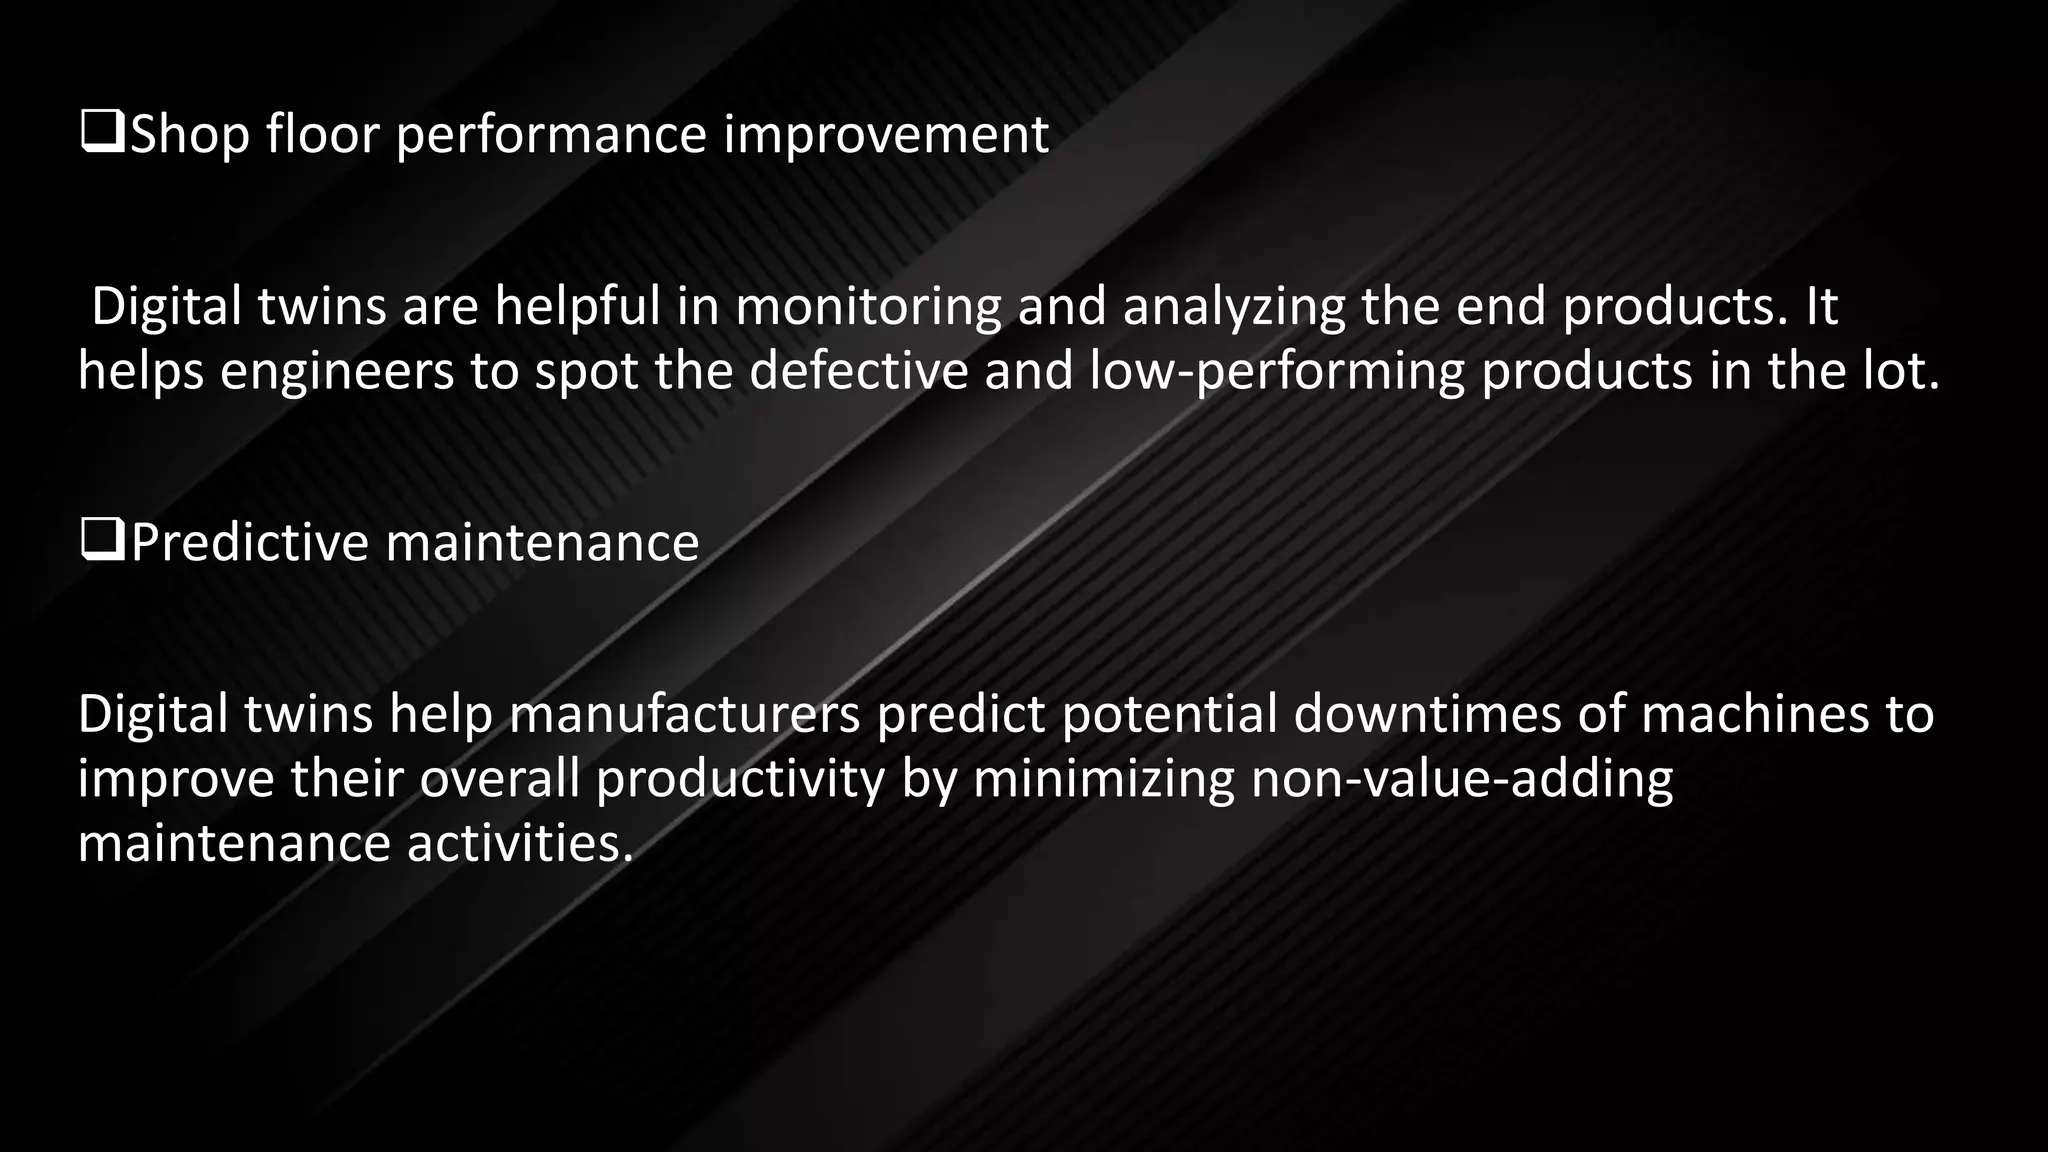 ❑Shop floor performance improvement
Digital twins are helpful in monitoring and analyzing the end products. It
helps engineers to spot the defective and low-performing products in the lot.
❑Predictive maintenance
Digital twins help manufacturers predict potential downtimes of machines to
improve their overall productivity by minimizing non-value-adding
maintenance activities.